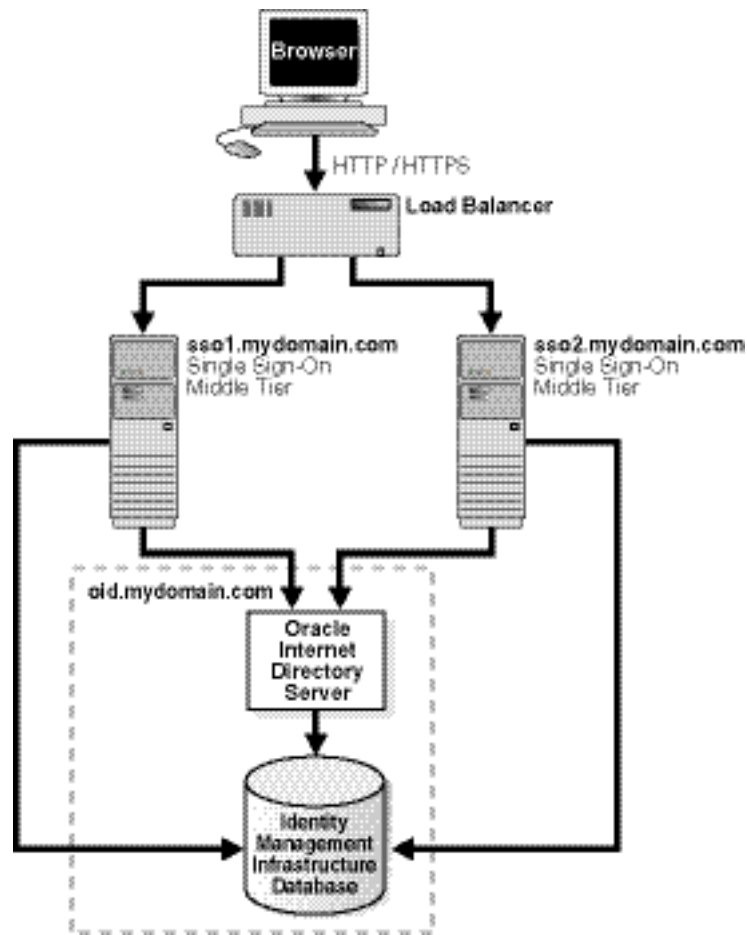 Browser
HTTP / HTTPS
Load Balancer
sso1.mydomain.com
Single Sign-On
Middle Tier
sso2.mydomain.com
Single Sign-On
Middle Tier
oid.mydomain.com
Oracle
Internet
Directory
Server
Identity
Management
Infrastructure
Database